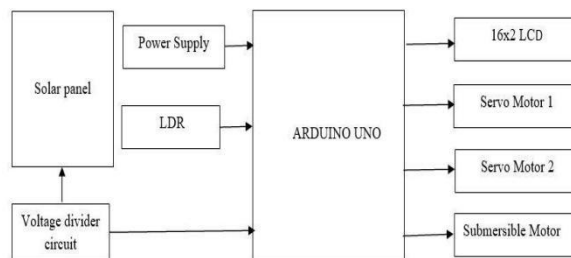 Solar panel
Power Supply
LDR
Voltage divider
circuit
ARDUINO UNO
16x2 LCD
Servo Motor 1
Servo Motor 2
Submersible Motor